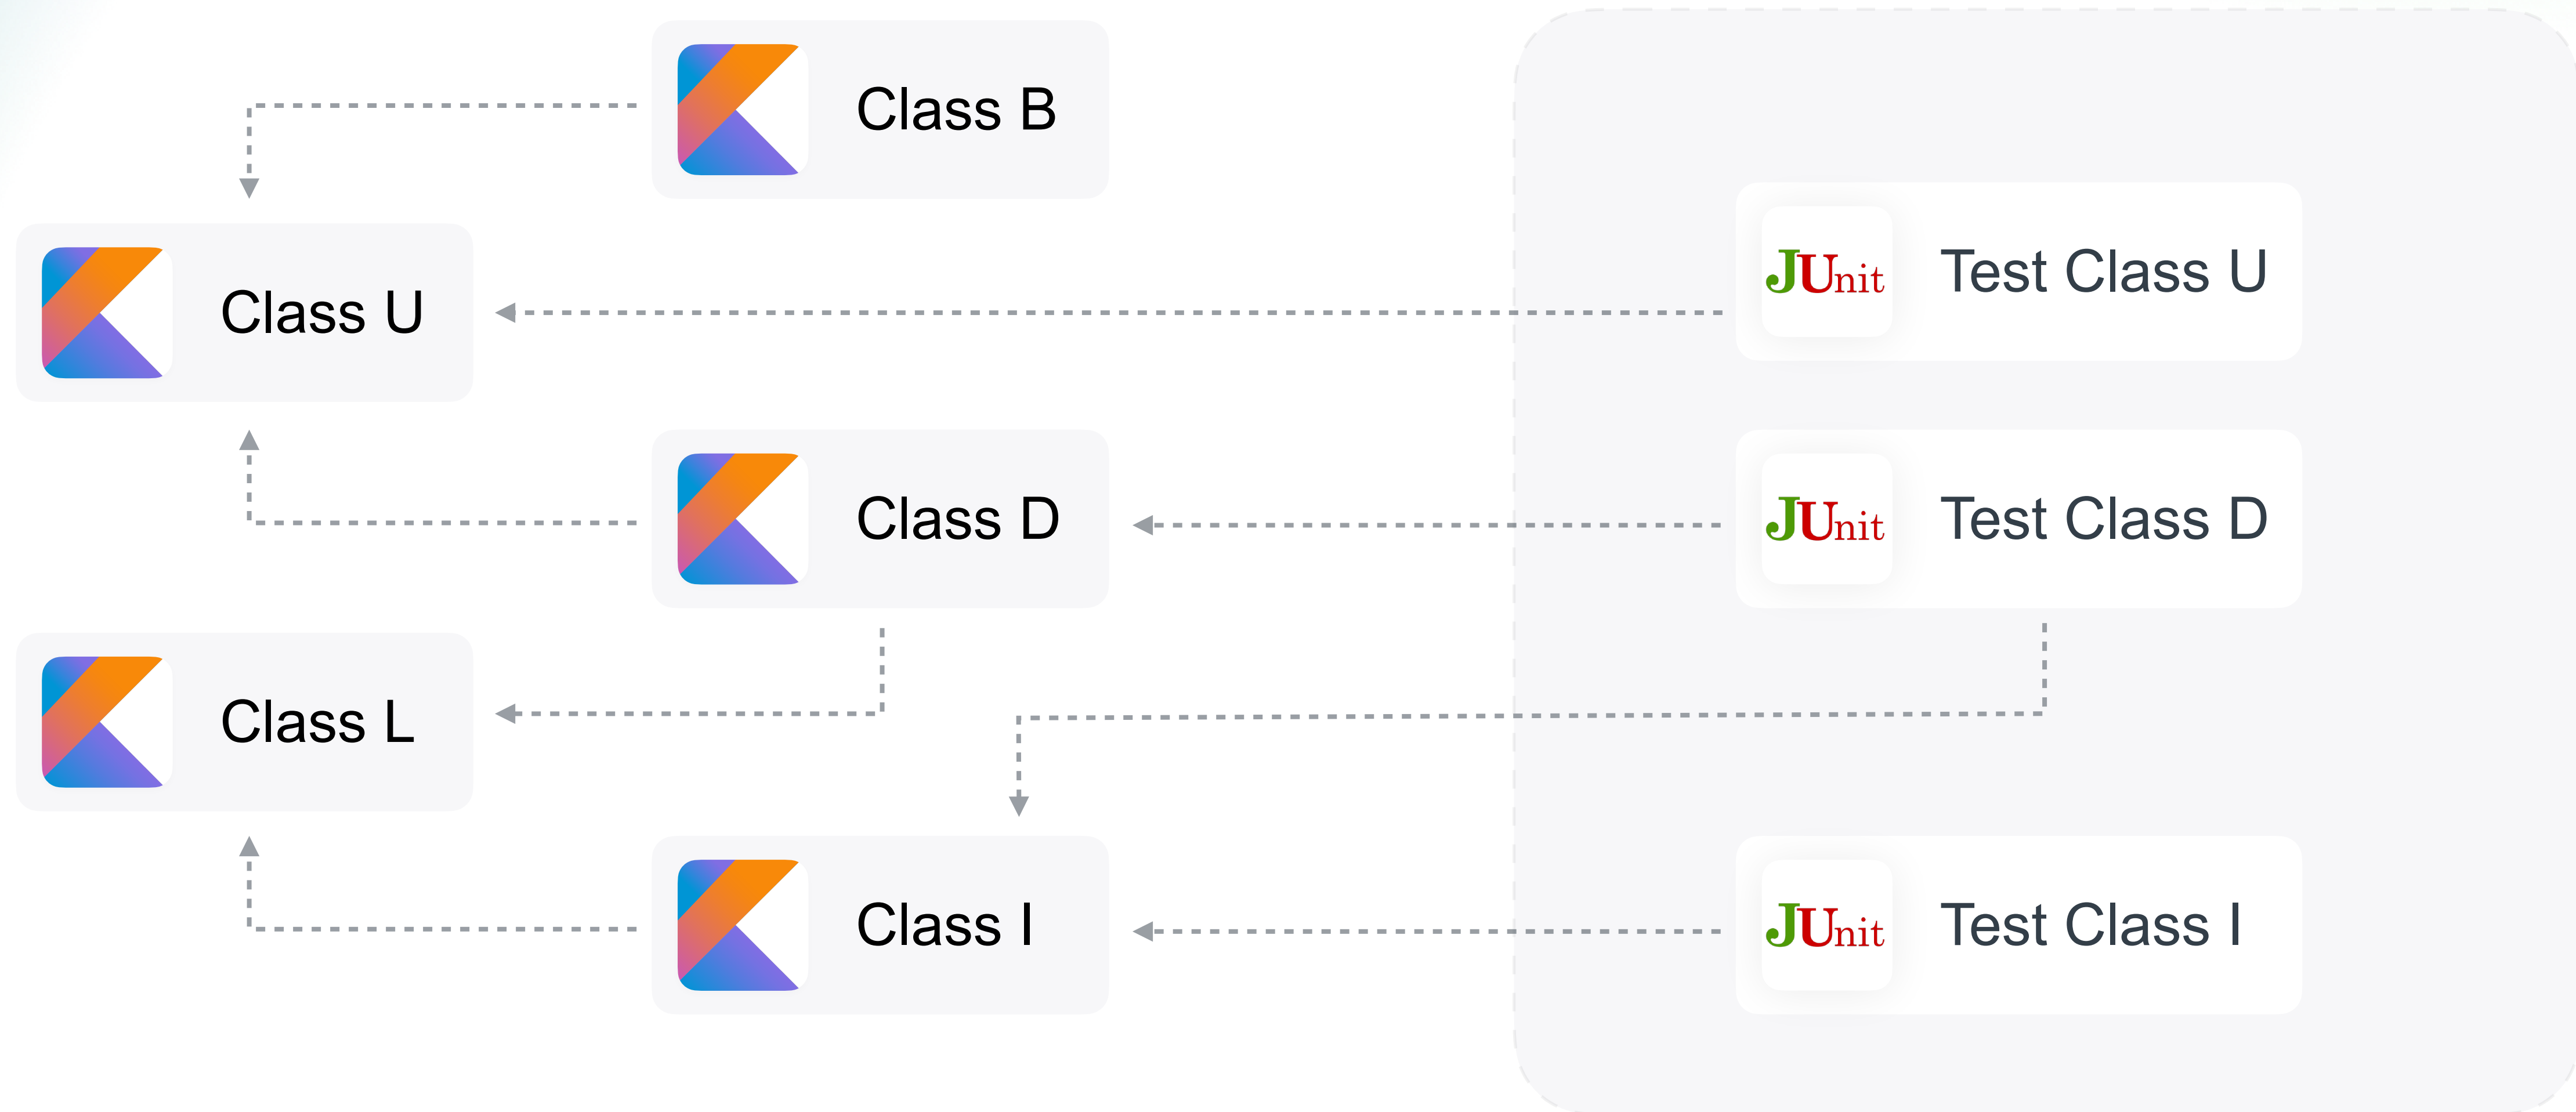 Class B
JUnit Test Class U
Class U
Class D
JUnit Test Class D
Class L
Class I
JUnit Test Class I